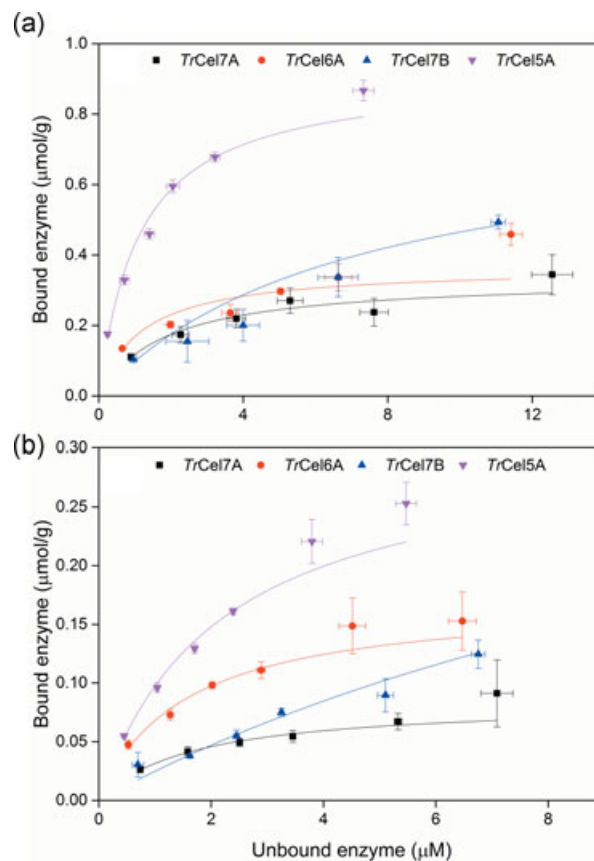 (a)
TrCel7A TrCel6A TrCel7B TrCel5A
Bound enzyme (μmol/g)
1.0
0.8
0.6
0.4
0.2
0.0
0 4 8 12
(b)
TrCel7A TrCel6A TrCel7B TrCel5A
Bound enzyme (μmol/g)
0.30
0.25
0.20
0.15
0.10
0.05
0.00
0 2 4 6 8
Unbound enzyme (μM)